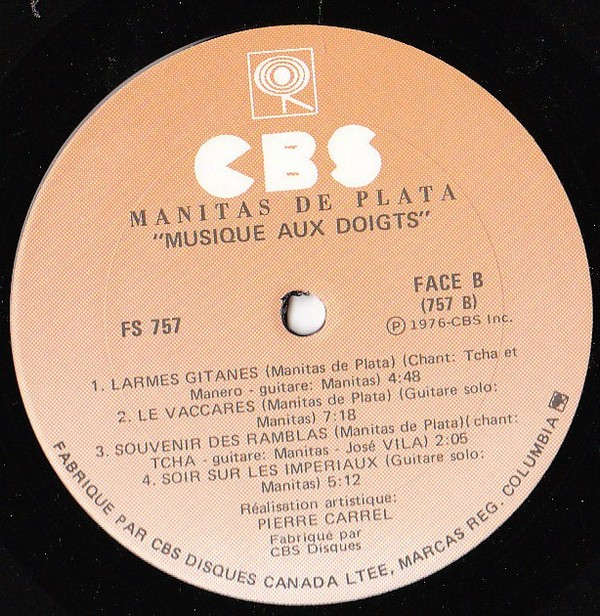 CBS
MANITAS DE PLATA
"MUSIQUE AUX DOIGTS"
FACE B
(757 B)
FS 757
Ⓟ 1976-CBS Inc.
1. LARMES GITANES (Manitas de Plata) (Chant: Tcha et
Manero - guitare: Manitas) 4:48
2. LE VACCARES (Manitas de Plata) (Guitare solo:
Manitas) 7:18
3. SOUVENIR DES RAMBLAS (Manitas de Plata)(chant:
TCHA - guitare: Manitas - José VILA) 2:05
4. SOIR SUR LES IMPERIAUX (Guitare solo:
Manitas) 5:12
Réalisation artistique:
PIERRE CARREL
Fabriqué par
CBS Disques
FABRIQUE PAR CBS DISQUES CANADA LTEE, MARCAS REG. COLUMBIA